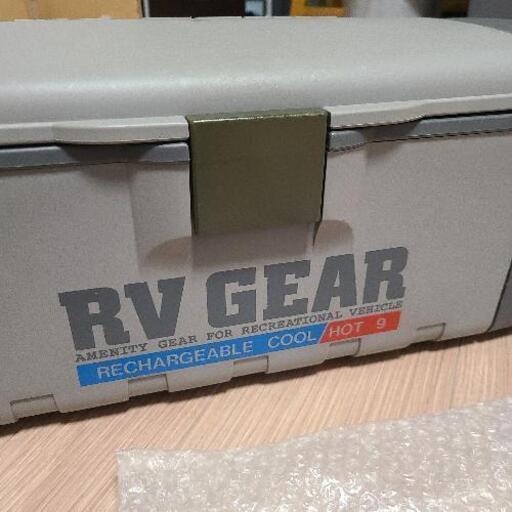 RV GEAR
AMENITY GEAR FOR RECREATIONAL VEHICLE
RECHARGEABLE COOL/HOT 9